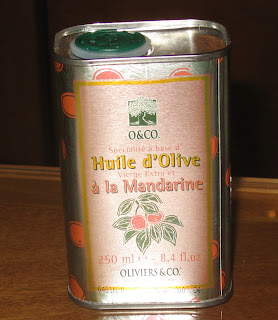 O&CO.
Spécialité à base d'
Huile d'Olive
Vierge Extra et
à la Mandarine
250 ml e - 8.4 fl.oz
OLIVIERS & CO.